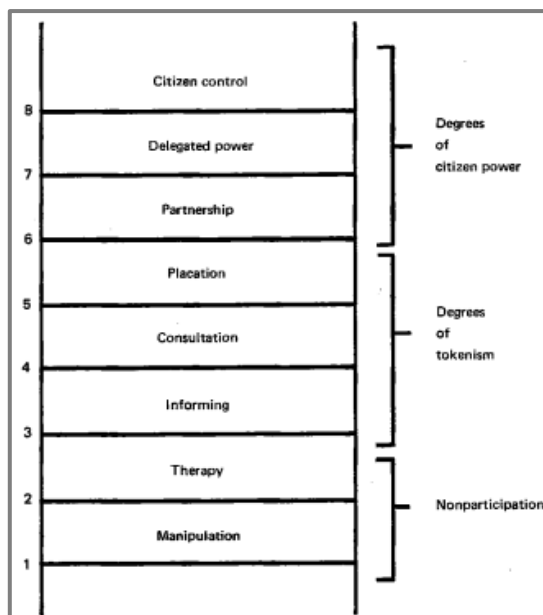 Citizen control
8
Delegated power
7
Partnership
6
Placation
5
Consultation
4
Informing
3
Therapy
2
Manipulation
1
Degrees
of
citizen power
Degrees
of
tokenism
Nonparticipation